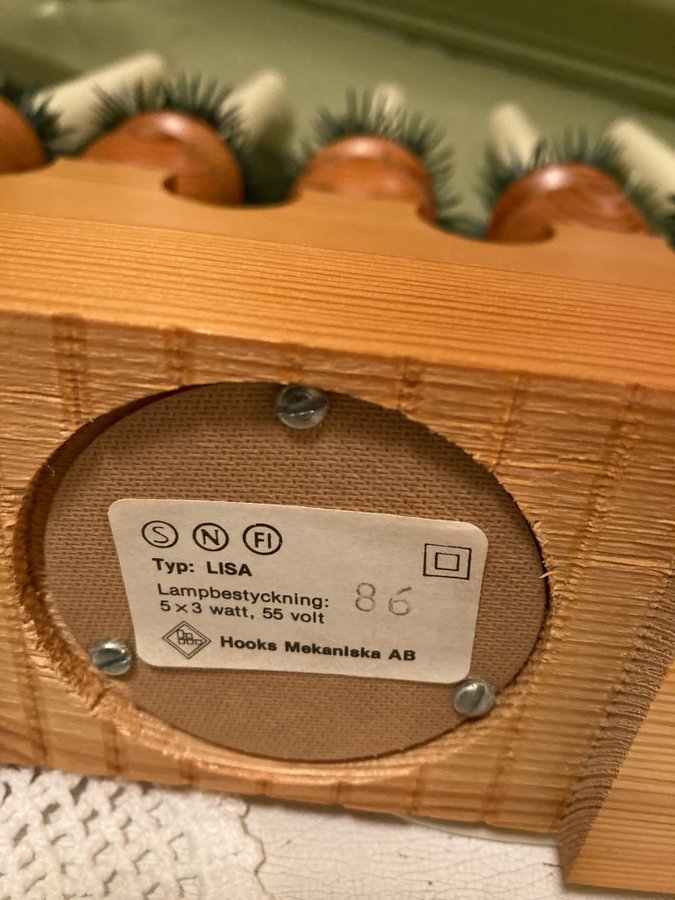 S N FI
Typ: LISA
Lampbestyckning:
5 x 3 watt, 55 volt
86
Hooks Mekaniska AB